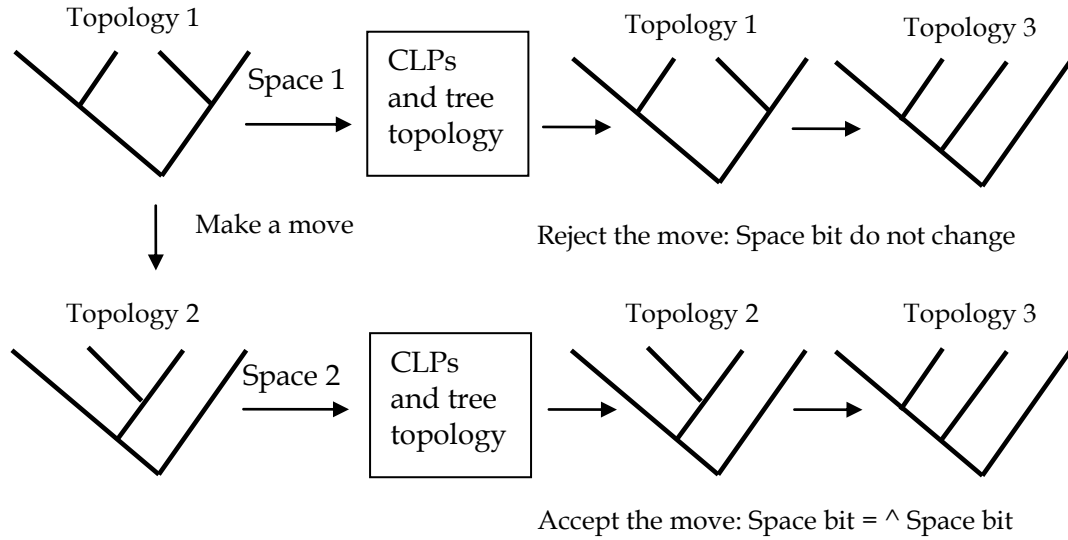 Topology 1
Topology 1
Topology 3
Space 1
CLPs
and tree
topology
Make a move
Reject the move: Space bit do not change
Topology 2
Topology 2
Topology 3
Space 2
CLPs
and tree
topology
Accept the move: Space bit = ^ Space bit